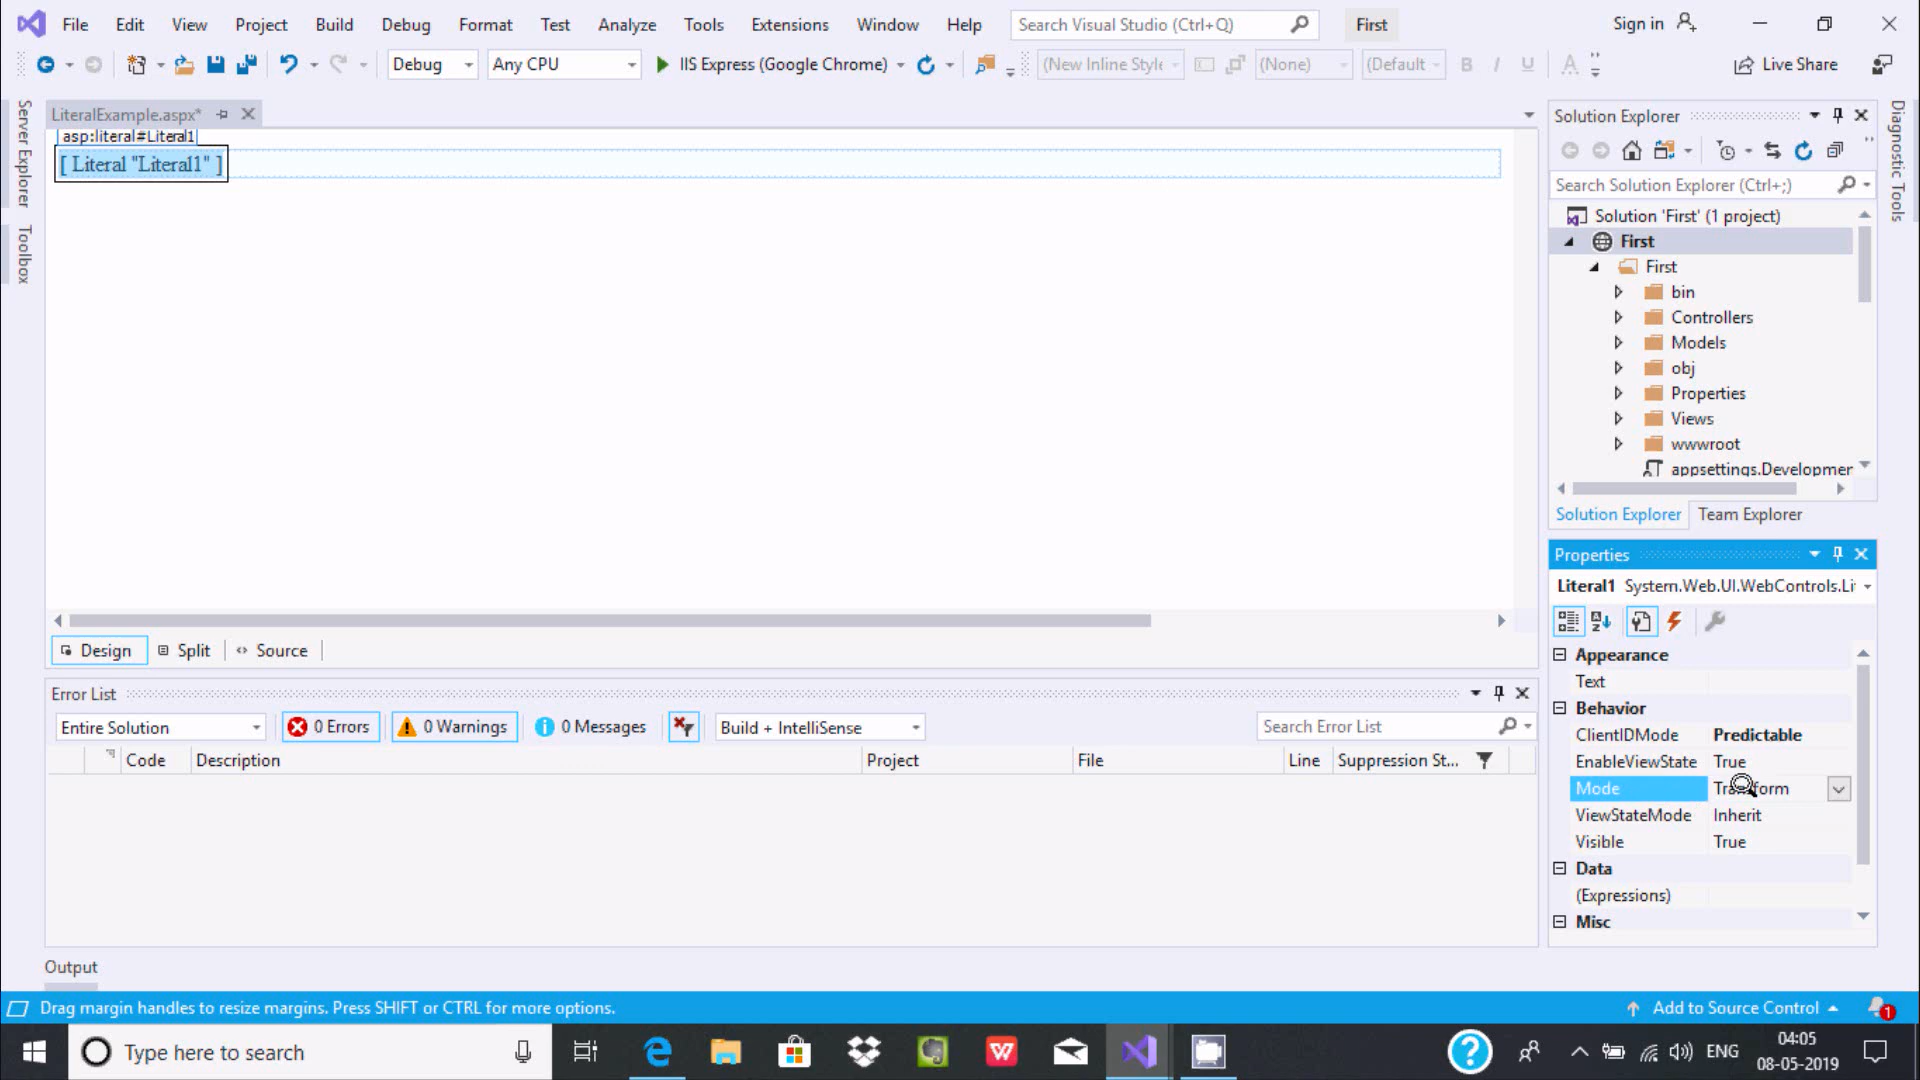 File Edit View Project Build Debug Format Test Analyze Tools Extensions Window Help Search Visual Studio (Ctrl+Q) First Sign in
Debug Any CPU IIS Express (Google Chrome) (New Inline Style (None) (Default B I U A Live Share
Server Explorer
Toolbox
LiteralExample.aspx*
asp:literal#Literal1
[ Literal "Literal1" ]
Design Split Source
Solution Explorer
Search Solution Explorer (Ctrl+;)
Solution 'First' (1 project)
First
First
bin
Controllers
Models
obj
Properties
Views
wwwroot
appsettings.Developmer
Solution Explorer Team Explorer
Diagnostic Tools
Properties
Literal1 System.Web.UI.WebControls.Li
Appearance
Text
Behavior
ClientIDMode Predictable
EnableViewState True
Mode Transform
ViewStateMode Inherit
Visible True
Data
(Expressions)
Misc
Error List
Entire Solution 0 Errors 0 Warnings 0 Messages Build + IntelliSense Search Error List
Code Description Project File Line Suppression St...
Output
Drag margin handles to resize margins. Press SHIFT or CTRL for more options. Add to Source Control 1
Type here to search ENG 04:05
08-05-2019